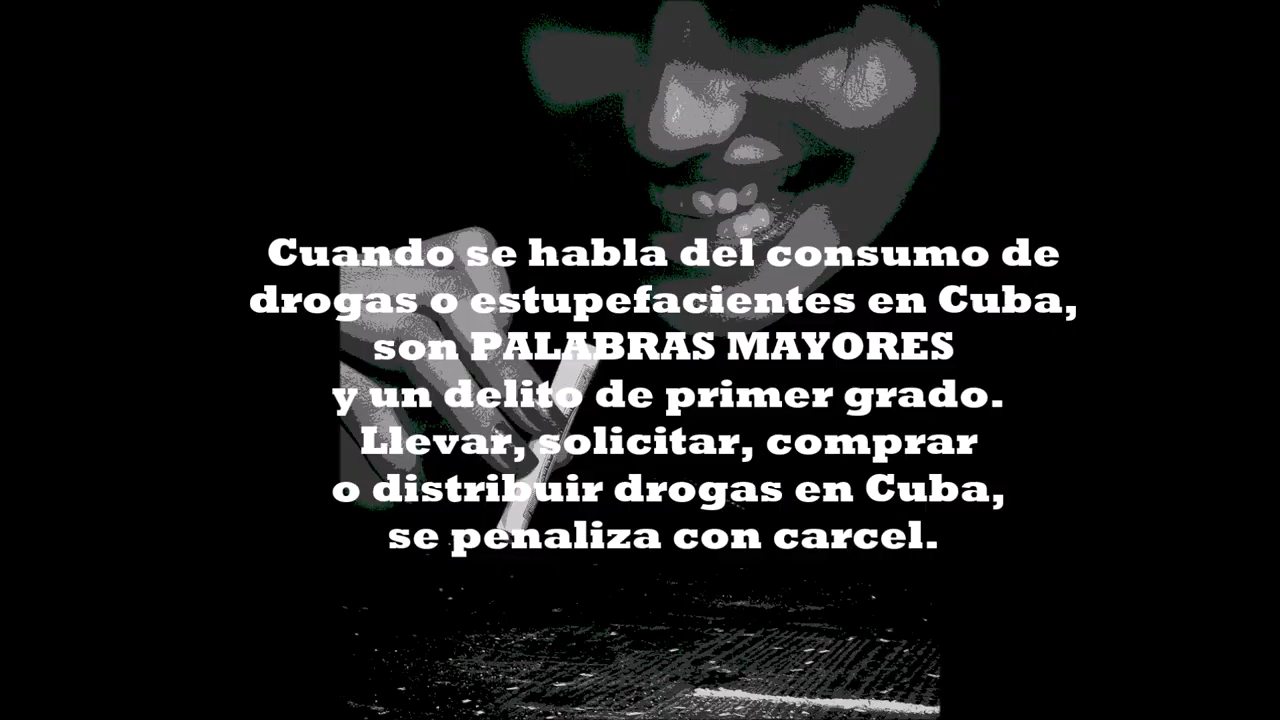 Cuando se habla del consumo de
drogas o estupefacientes en Cuba,
son PALABRAS MAYORES
y un delito de primer grado.
Llevar, solicitar, comprar
o distribuir drogas en Cuba,
se penaliza con carcel.